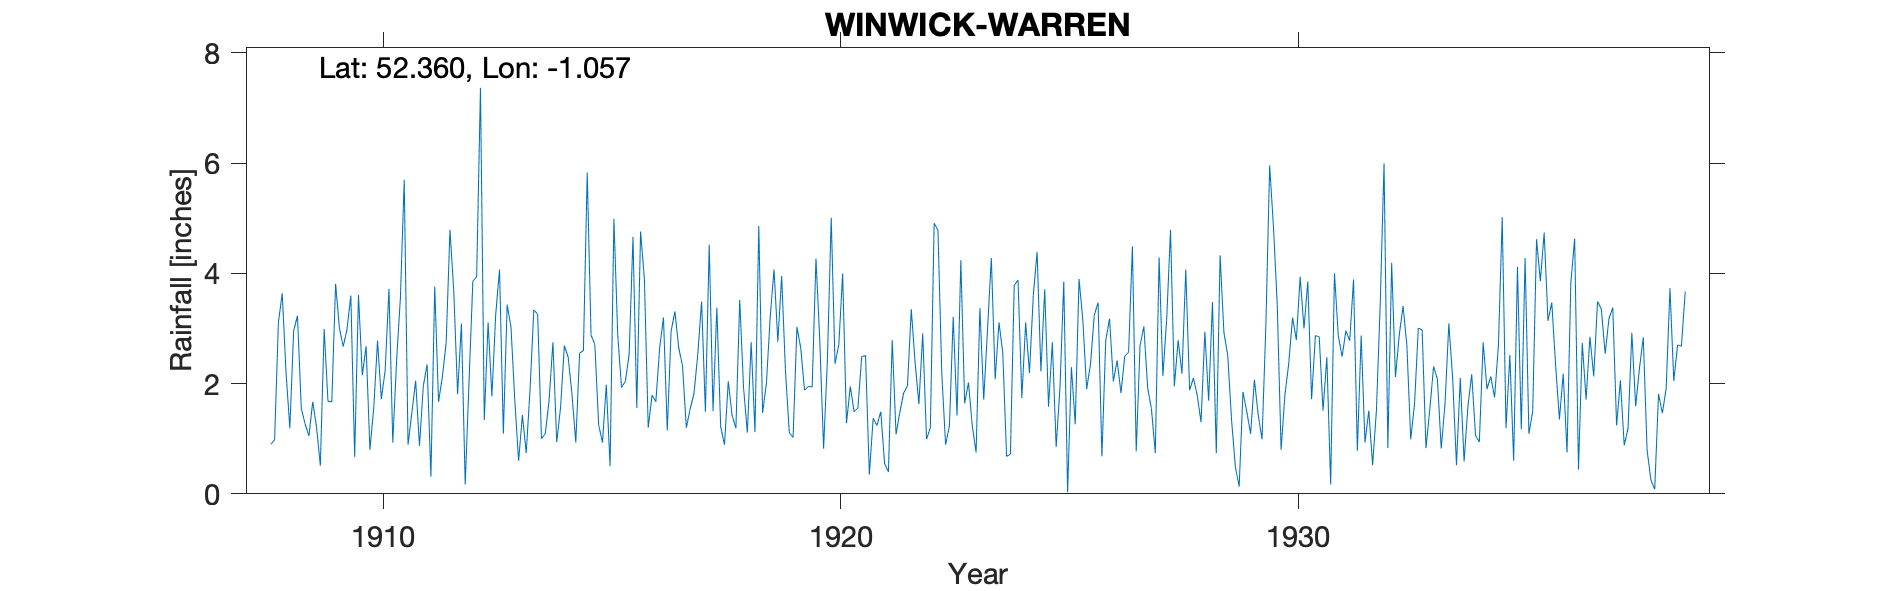 WINWICK-WARREN
Lat: 52.360, Lon: -1.057
8
6
4
2
0
Rainfall [inches]
1910 1920 1930
Year